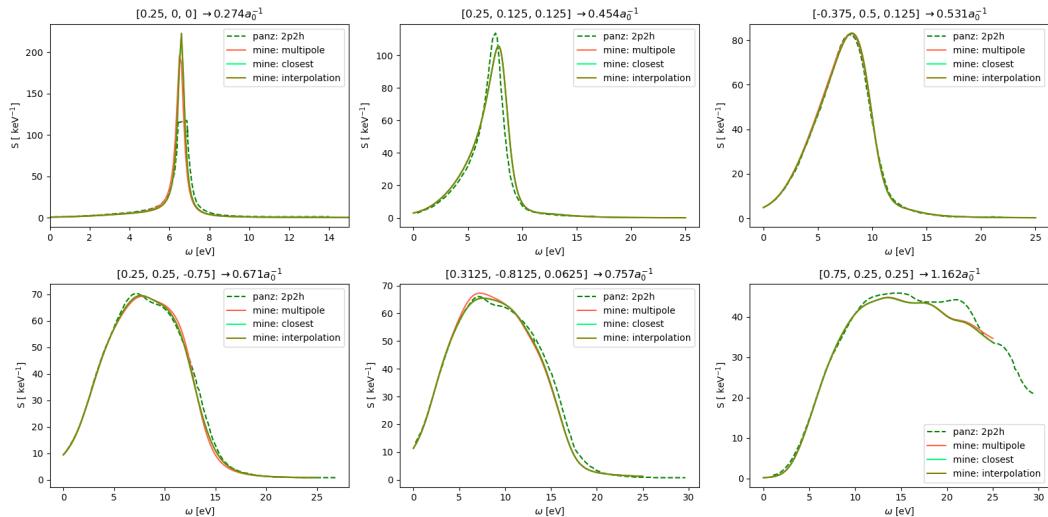 [0.25, 0, 0] → 0.274a₀⁻¹
S [ keV⁻¹]
200
150
100
50
0
panz: 2p2h
mine: multipole
mine: closest
mine: interpolation
0 2 4 6 8 10 12 14
ω [eV]
[0.25, 0.125, 0.125] → 0.454a₀⁻¹
S [ keV⁻¹]
100
80
60
40
20
0
panz: 2p2h
mine: multipole
mine: closest
mine: interpolation
0 5 10 15 20 25
ω [eV]
[-0.375, 0.5, 0.125] → 0.531a₀⁻¹
S [ keV⁻¹]
80
60
40
20
0
panz: 2p2h
mine: multipole
mine: closest
mine: interpolation
0 5 10 15 20 25
ω [eV]
[0.25, 0.25, -0.75] → 0.671a₀⁻¹
S [ keV⁻¹]
70
60
50
40
30
20
10
0
panz: 2p2h
mine: multipole
mine: closest
mine: interpolation
0 5 10 15 20 25
ω [eV]
[0.3125, -0.8125, 0.0625] → 0.757a₀⁻¹
S [ keV⁻¹]
70
60
50
40
30
20
10
0
panz: 2p2h
mine: multipole
mine: closest
mine: interpolation
0 5 10 15 20 25 30
ω [eV]
[0.75, 0.25, 0.25] → 1.162a₀⁻¹
S [ keV⁻¹]
40
30
20
10
0
panz: 2p2h
mine: multipole
mine: closest
mine: interpolation
0 5 10 15 20 25 30
ω [eV]